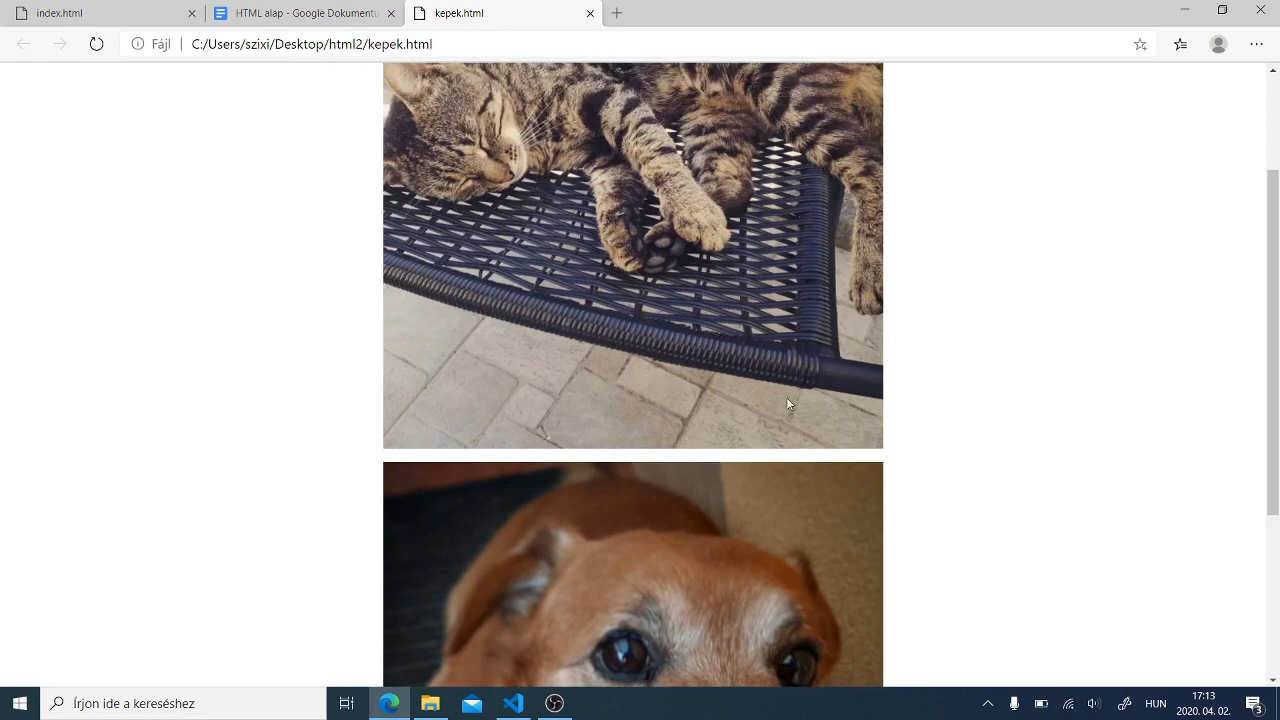 index.html
HTML alap - Google Dokumentu
kepek.html
Fájl
C:/Users/szixi/Desktop/html2/kepek.html
Írjon ide a kereséshez
HUN
17:13
2020. 04. 02.
3